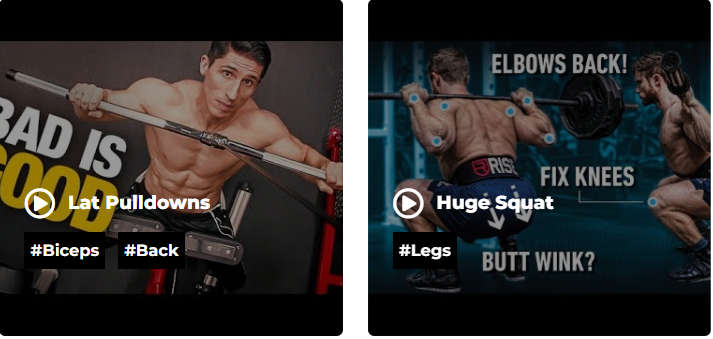 BAD IS
GOOD
Lat Pulldowns
#Biceps #Back
ELBOWS BACK!
RISE
FIX KNEES
Huge Squat
#Legs
BUTT WINK?